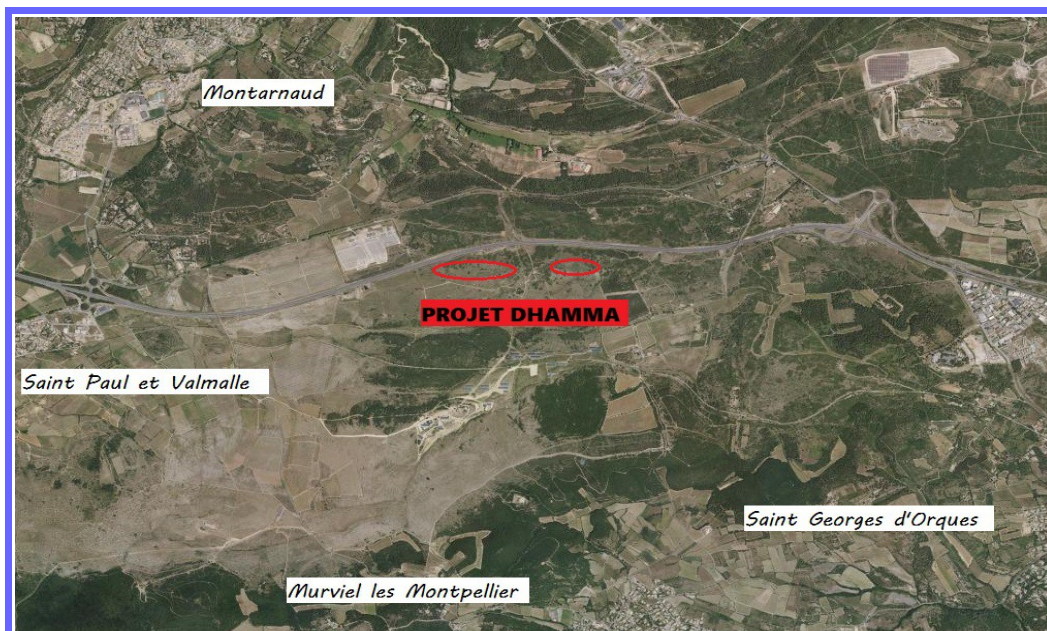 Montarnaud
PROJET DHAMMA
Saint Paul et Valmalle
Saint Georges d'Orques
Murviel les Montpellier